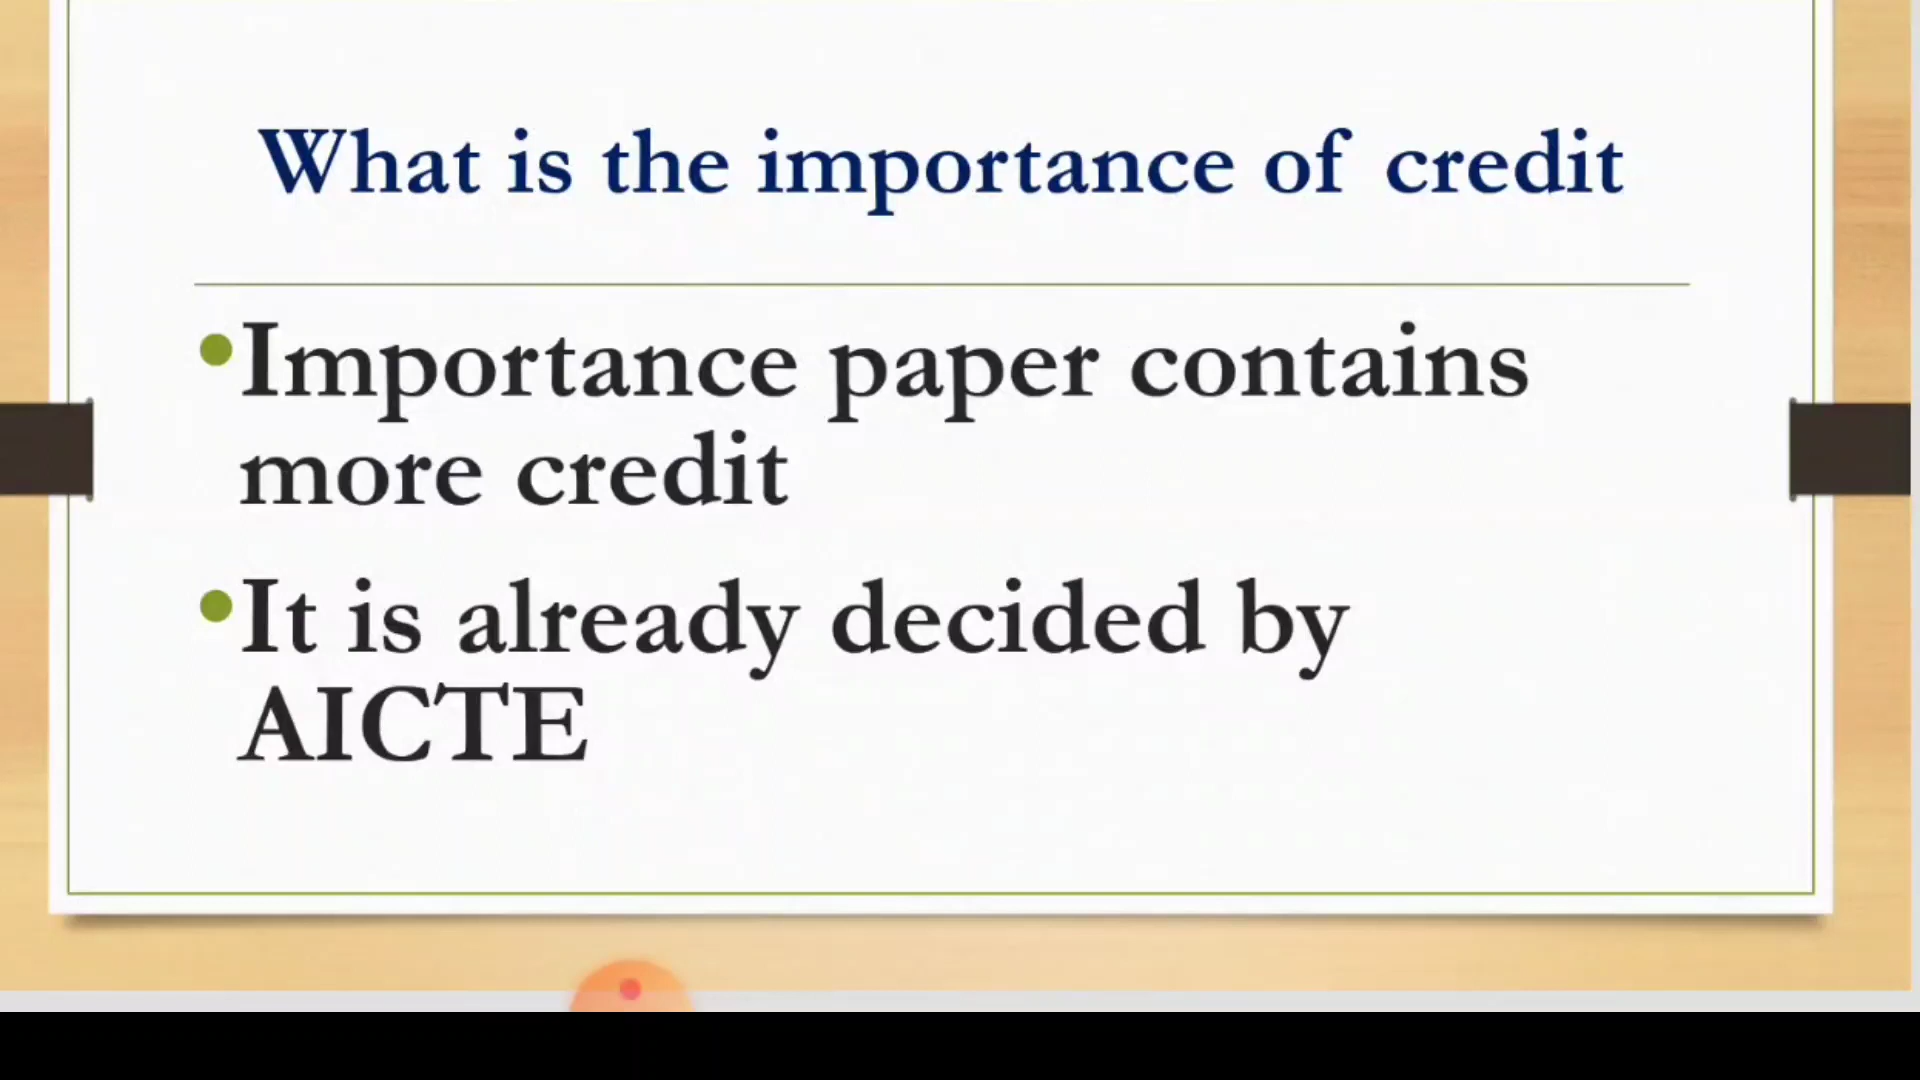 What is the importance of credit
•Importance paper contains
more credit
•It is already decided by
AICTE